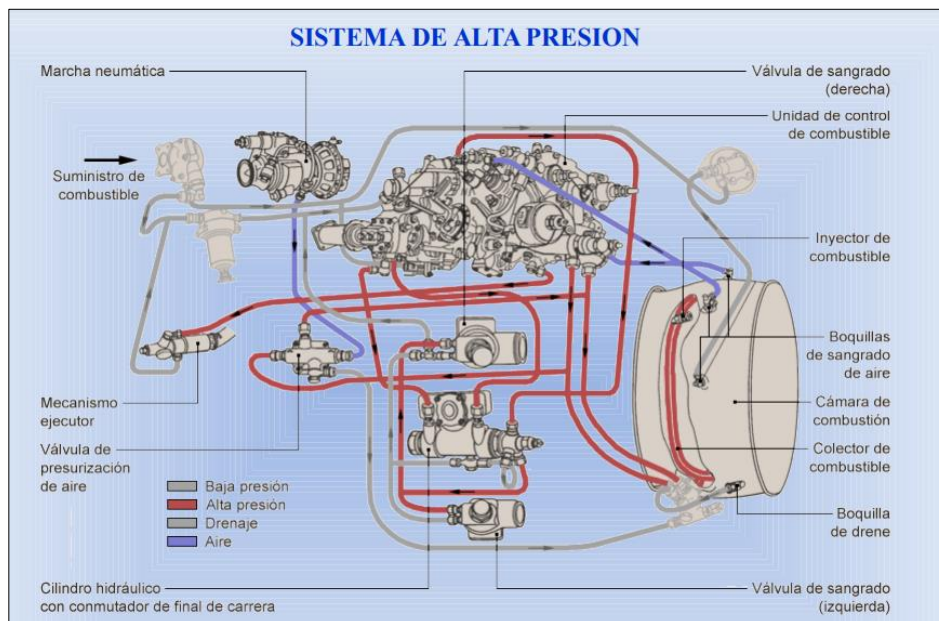 SISTEMA DE ALTA PRESION
Marcha neumática
Suministro de
combustible
Válvula de sangrado
(derecha)
Unidad de control
de combustible
Inyector de
combustible
Boquillas
de sangrado
de aire
Cámara de
combustión
Colector de
combustible
Boquilla
de drene
Mecanismo
ejecutor
Válvula de
presurización
de aire
Baja presión
Alta presión
Drenaje
Aire
Cilindro hidráulico
con conmutador de final de carrera
Válvula de sangrado
(izquierda)